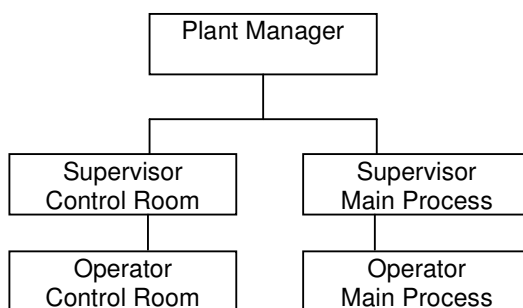 Plant Manager
Supervisor
Control Room
Supervisor
Main Process
Operator
Control Room
Operator
Main Process